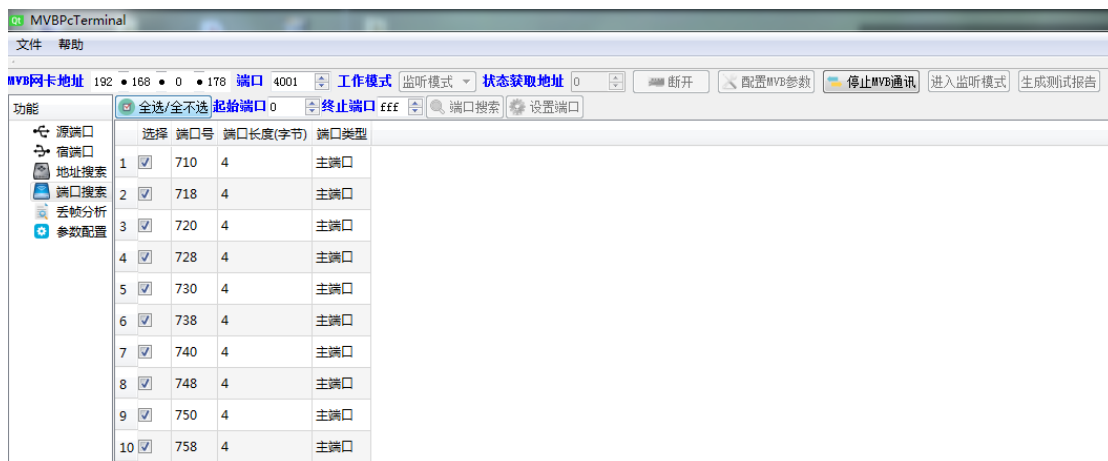 MVBPcTerminal
文件 帮助
MVB网卡地址 192 • 168 • 0 • 178 端口 4001 工作模式 监听模式 状态获取地址 0 断开 配置MVB参数 停止MVB通讯 进入监听模式 生成测试报告
功能 全选/全不选 起始端口 0 终止端口 fff 端口搜索 设置端口
源端口
宿端口
地址搜索
端口搜索
丢帧分析
参数配置
选择 端口号 端口长度(字节) 端口类型
1 710 4 主端口
2 718 4 主端口
3 720 4 主端口
4 728 4 主端口
5 730 4 主端口
6 738 4 主端口
7 740 4 主端口
8 748 4 主端口
9 750 4 主端口
10 758 4 主端口